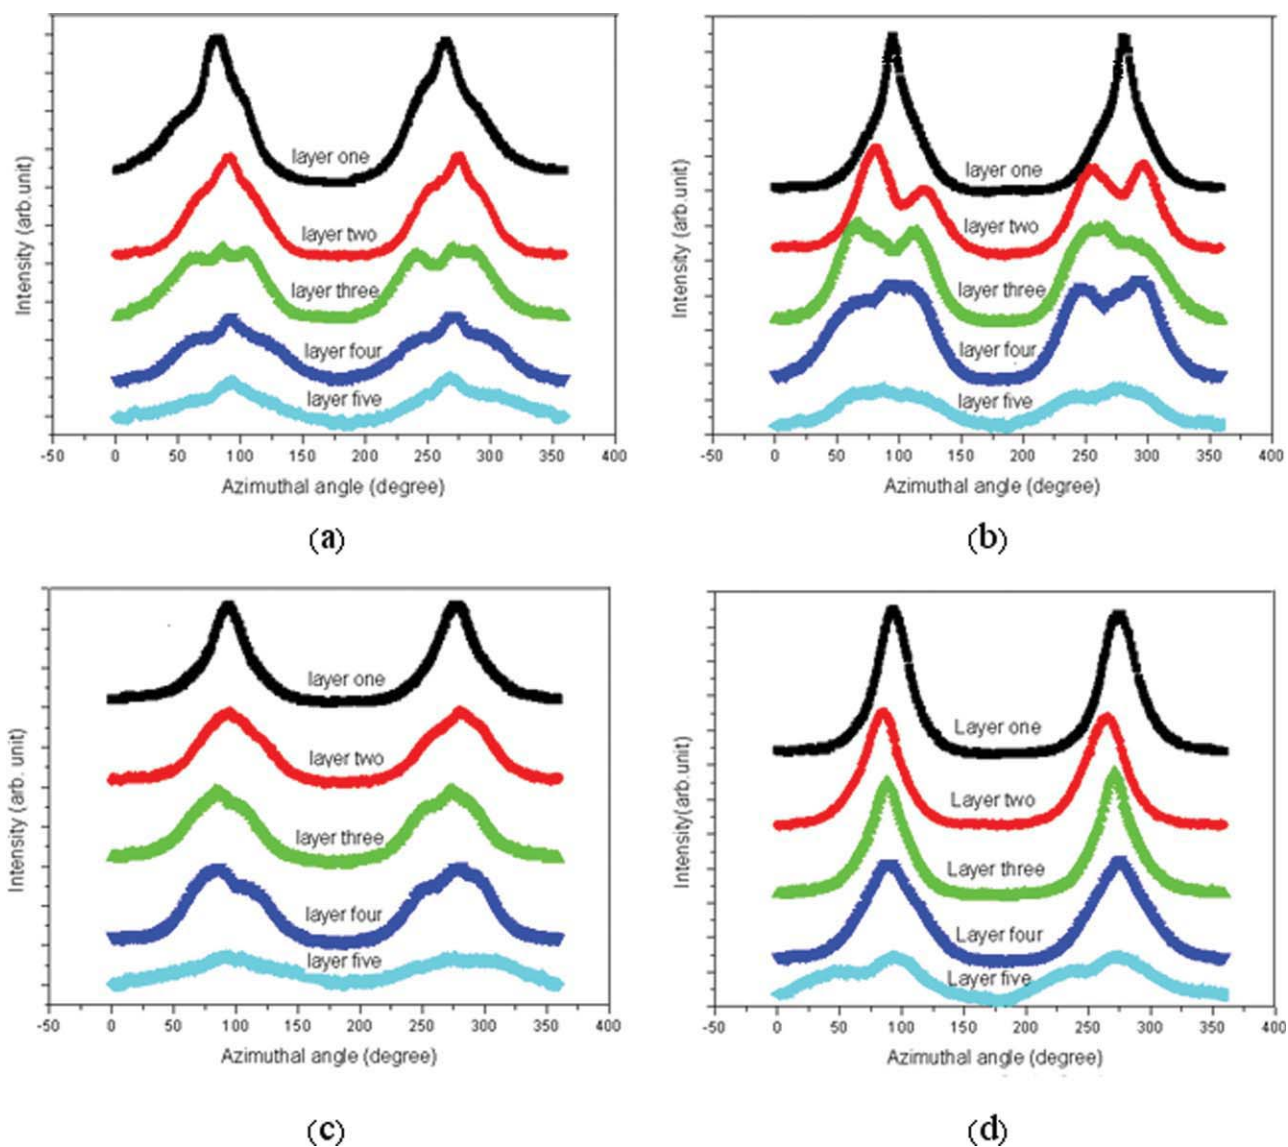 Intensity (arb.unit)
layer one
layer two
layer three
layer four
layer five
-50 0 50 100 150 200 250 300 350 400
Azimuthal angle (degree)
(a)
Intensity (arb.unit)
layer one
layer two
layer three
layer four
layer five
-50 0 50 100 150 200 250 300 350 400
Azimuthal angle (degree)
(b)
Intensity (arb. unit)
layer one
layer two
layer three
layer four
layer five
-50 0 50 100 150 200 250 300 350 400
Azimuthal angle (degree)
(c)
Intensity(arb.unit)
Layer one
Layer two
Layer three
Layer four
Layer five
-50 0 50 100 150 200 250 300 350 400
Azimuthal angle (degree)
(d)